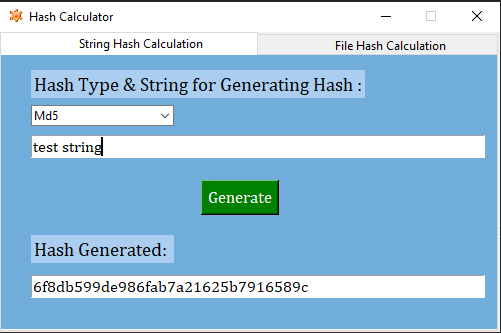 Hash Calculator
String Hash Calculation
File Hash Calculation
Hash Type & String for Generating Hash :
Md5
test string
Generate
Hash Generated:
6f8db599de986fab7a21625b7916589c